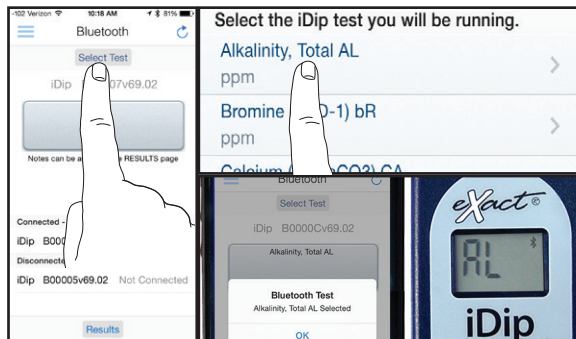 -102 Verizon 10:18 AM 81%
Bluetooth
Select Test
iDip 07v69.02
Notes can be a e RESULTS page
Connected -
iDip B000
Disconnecte
iDip B00005v69.02 Not Connected
Results
Select the iDip test you will be running.
Alkalinity, Total AL
ppm
Bromine D-1) bR
ppm
Calcium CO3) CA
Bluetooth
Select Test
iDip B0000Cv69.02
Alkalinity, Total AL
Bluetooth Test
Alkalinity, Total AL Selected
OK
eXact®
AL
iDip